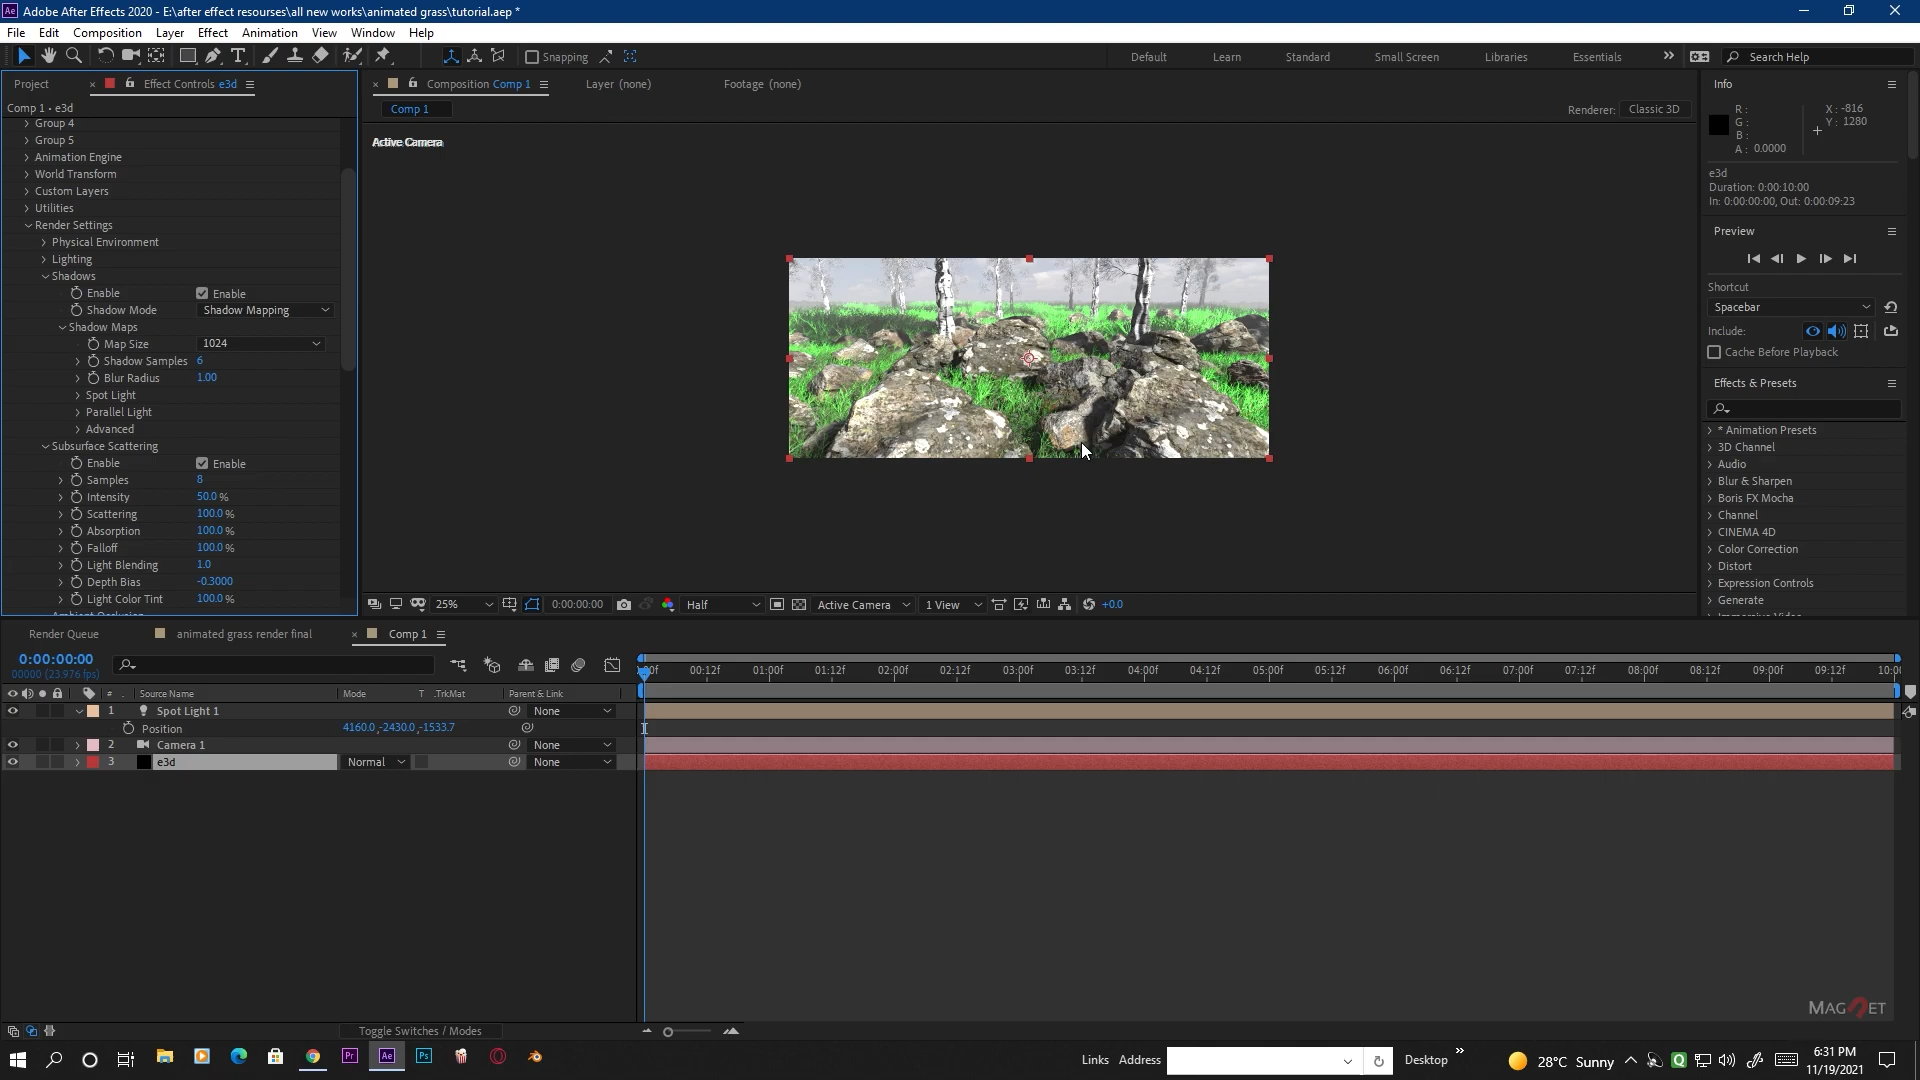 Adobe After Effects 2020 - E:\after effect resourses\all new works\animated grass\tutorial.aep *
File Edit Composition Layer Effect Animation View Window Help
Snapping
Default Learn Standard Small Screen Libraries Essentials
Search Help
Project
Effect Controls e3d
Comp 1 • e3d
Group 4
Group 5
Animation Engine
World Transform
Custom Layers
Utilities
Render Settings
Physical Environment
Lighting
Shadows
Enable Enable
Shadow Mode Shadow Mapping
Shadow Maps
Map Size 1024
Shadow Samples 6
Blur Radius 1.00
Spot Light
Parallel Light
Advanced
Subsurface Scattering
Enable Enable
Samples 8
Intensity 50.0 %
Scattering 100.0 %
Absorption 100.0 %
Falloff 100.0 %
Light Blending 1.0
Depth Bias -0.3000
Light Color Tint 100.0 %
Composition Comp 1
Layer (none)
Footage (none)
Comp 1
Renderer: Classic 3D
Active Camera
25% 0:00:00:00 Half Active Camera 1 View +0.0
Info
R :
G :
B :
A : 0.0000
X : -816
Y : 1280
e3d
Duration: 0:00:10:00
In: 0:00:00:00, Out: 0:00:09:23
Preview
Shortcut
Spacebar
Include:
Cache Before Playback
Effects & Presets
* Animation Presets
3D Channel
Audio
Blur & Sharpen
Boris FX Mocha
Channel
CINEMA 4D
Color Correction
Distort
Expression Controls
Generate
Render Queue
animated grass render final
Comp 1
0:00:00:00
00000 (23.976 fps)
# Source Name Mode T .TrkMat Parent & Link
1 Spot Light 1 None
Position 4160.0,-2430.0,-1533.7
2 Camera 1 None
3 e3d Normal None
00:12f 01:00f 01:12f 02:00f 02:12f 03:00f 03:12f 04:00f 04:12f 05:00f 05:12f 06:00f 06:12f 07:00f 07:12f 08:00f 08:12f 09:00f 09:12f
Toggle Switches / Modes
MAGNET
Links Address
Desktop
28°C Sunny
6:31 PM
11/19/2021